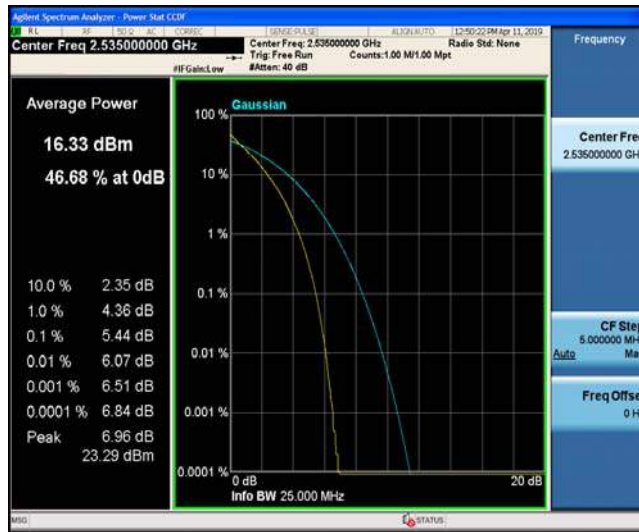 Agilent Spectrum Analyzer - Power Stat CCDF
RL RF 50 Ω AC CORREC SENSE:PULSE ALIGN AUTO 12:50:22 PM Apr 11, 2019
Center Freq 2.535000000 GHz
Center Freq: 2.535000000 GHz Radio Std: None
Trig: Free Run Counts:1.00 M/1.00 Mpt
#IFGain:Low #Atten: 40 dB
Frequency
Average Power
16.33 dBm
46.68 % at 0dB
10.0 % 2.35 dB
1.0 % 4.36 dB
0.1 % 5.44 dB
0.01 % 6.07 dB
0.001 % 6.51 dB
0.0001 % 6.84 dB
Peak 6.96 dB
23.29 dBm
Gaussian
100 %
10 %
1 %
0.1 %
0.01 %
0.001 %
0.0001 %
0 dB 20 dB
Info BW 25.000 MHz
Center Fre
2.535000000 GH
CF Step
5.000000 MH
Auto Ma
Freq Offse
0 H
MSG STATUS